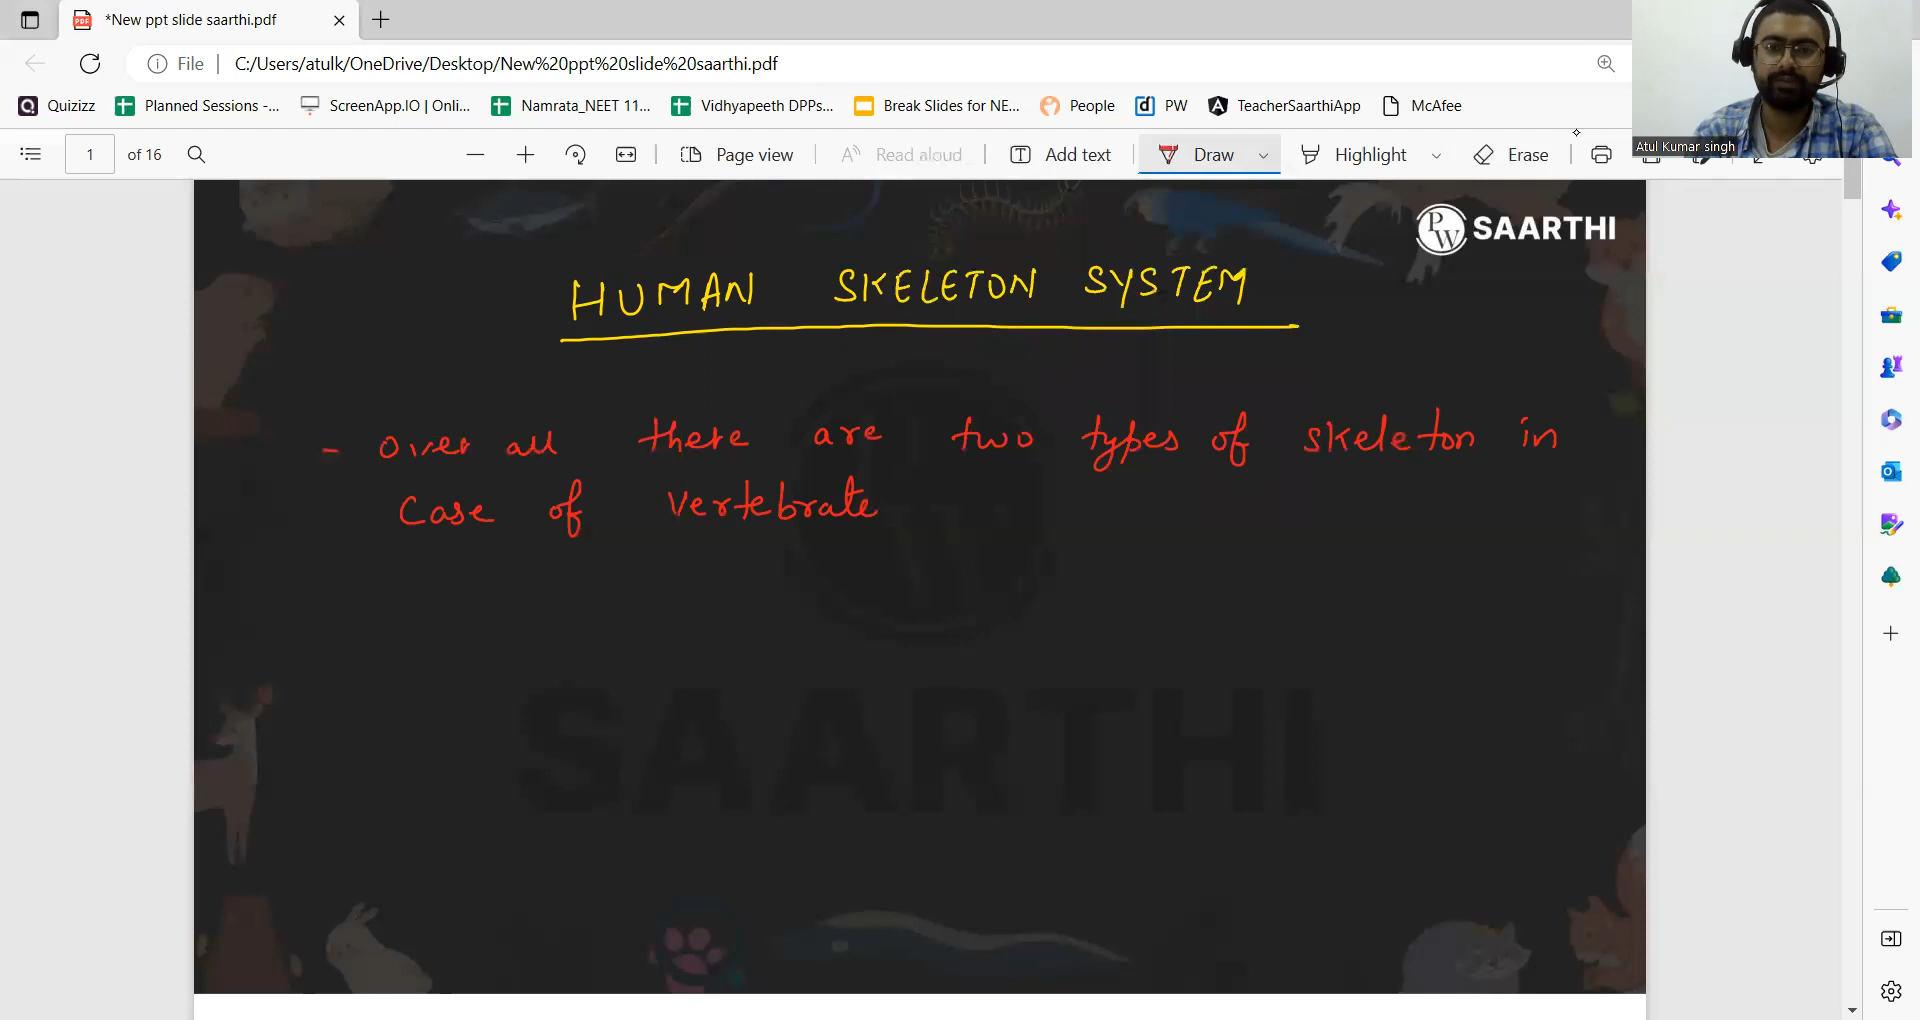 *New ppt slide saarthi.pdf
File C:/Users/atulk/OneDrive/Desktop/New%20ppt%20slide%20saarthi.pdf
Quizizz Planned Sessions -... ScreenApp.IO | Onli... Namrata_NEET 11... Vidhyapeeth DPPs... Break Slides for NE... People PW TeacherSaarthiApp McAfee
Atul Kumar singh
1 of 16 Page view Read aloud Add text Draw Highlight Erase
PW SAARTHI
HUMAN SKELETON SYSTEM
- Over all there are two types of skeleton in
Case of vertebrate
SAARTHI